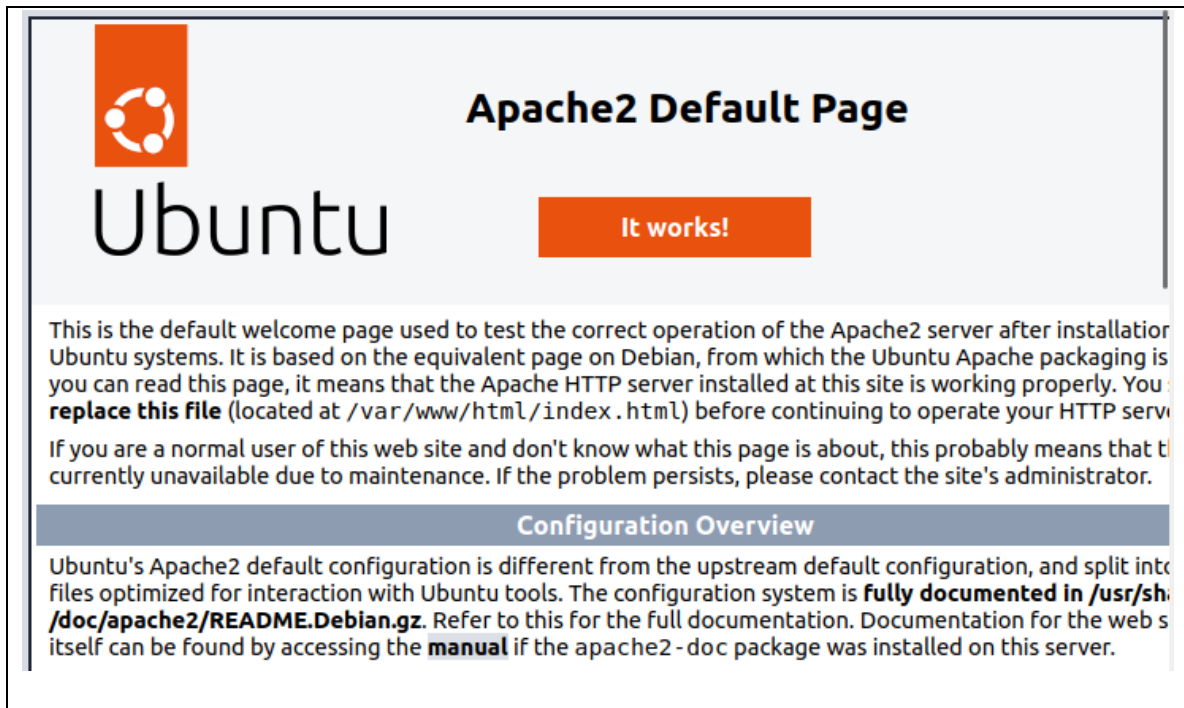 Apache2 Default Page
Ubuntu
It works!
This is the default welcome page used to test the correct operation of the Apache2 server after installation
Ubuntu systems. It is based on the equivalent page on Debian, from which the Ubuntu Apache packaging is
you can read this page, it means that the Apache HTTP server installed at this site is working properly. You
replace this file (located at /var/www/html/index.html) before continuing to operate your HTTP serv
If you are a normal user of this web site and don't know what this page is about, this probably means that t
currently unavailable due to maintenance. If the problem persists, please contact the site's administrator.
Configuration Overview
Ubuntu's Apache2 default configuration is different from the upstream default configuration, and split into
files optimized for interaction with Ubuntu tools. The configuration system is fully documented in /usr/sha
/doc/apache2/README.Debian.gz. Refer to this for the full documentation. Documentation for the web s
itself can be found by accessing the manual if the apache2-doc package was installed on this server.